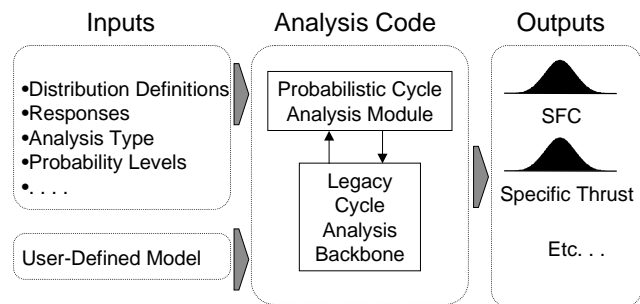 Inputs
Analysis Code
Outputs
•Distribution Definitions
•Responses
•Analysis Type
•Probability Levels
•. . . .
User-Defined Model
Probabilistic Cycle
Analysis Module
Legacy
Cycle
Analysis
Backbone
SFC
Specific Thrust
Etc. . .